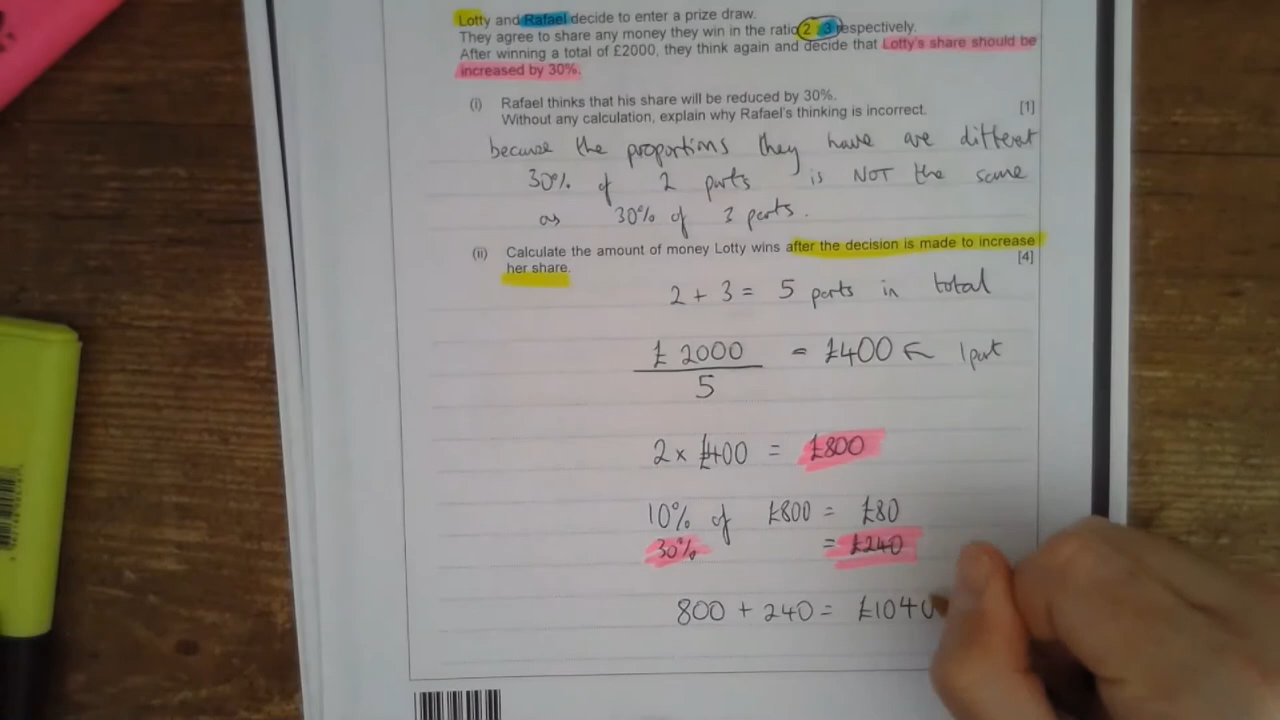 Lotty and Rafael decide to enter a prize draw.
They agree to share any money they win in the ratio 2 : 3 respectively.
After winning a total of £2000, they think again and decide that Lotty's share should be
increased by 30%.
(i) Rafael thinks that his share will be reduced by 30%.
Without any calculation, explain why Rafael's thinking is incorrect. [1]
because the proportions they have are different
30% of 2 parts is NOT the same
as 30% of 3 parts.
(ii) Calculate the amount of money Lotty wins after the decision is made to increase
her share. [4]
2 + 3 = 5 parts in total
£2000
= £400 ← 1 part
5
2 × £400 = £800
10% of £800 = £80
30% = £240
800 + 240 = £1040